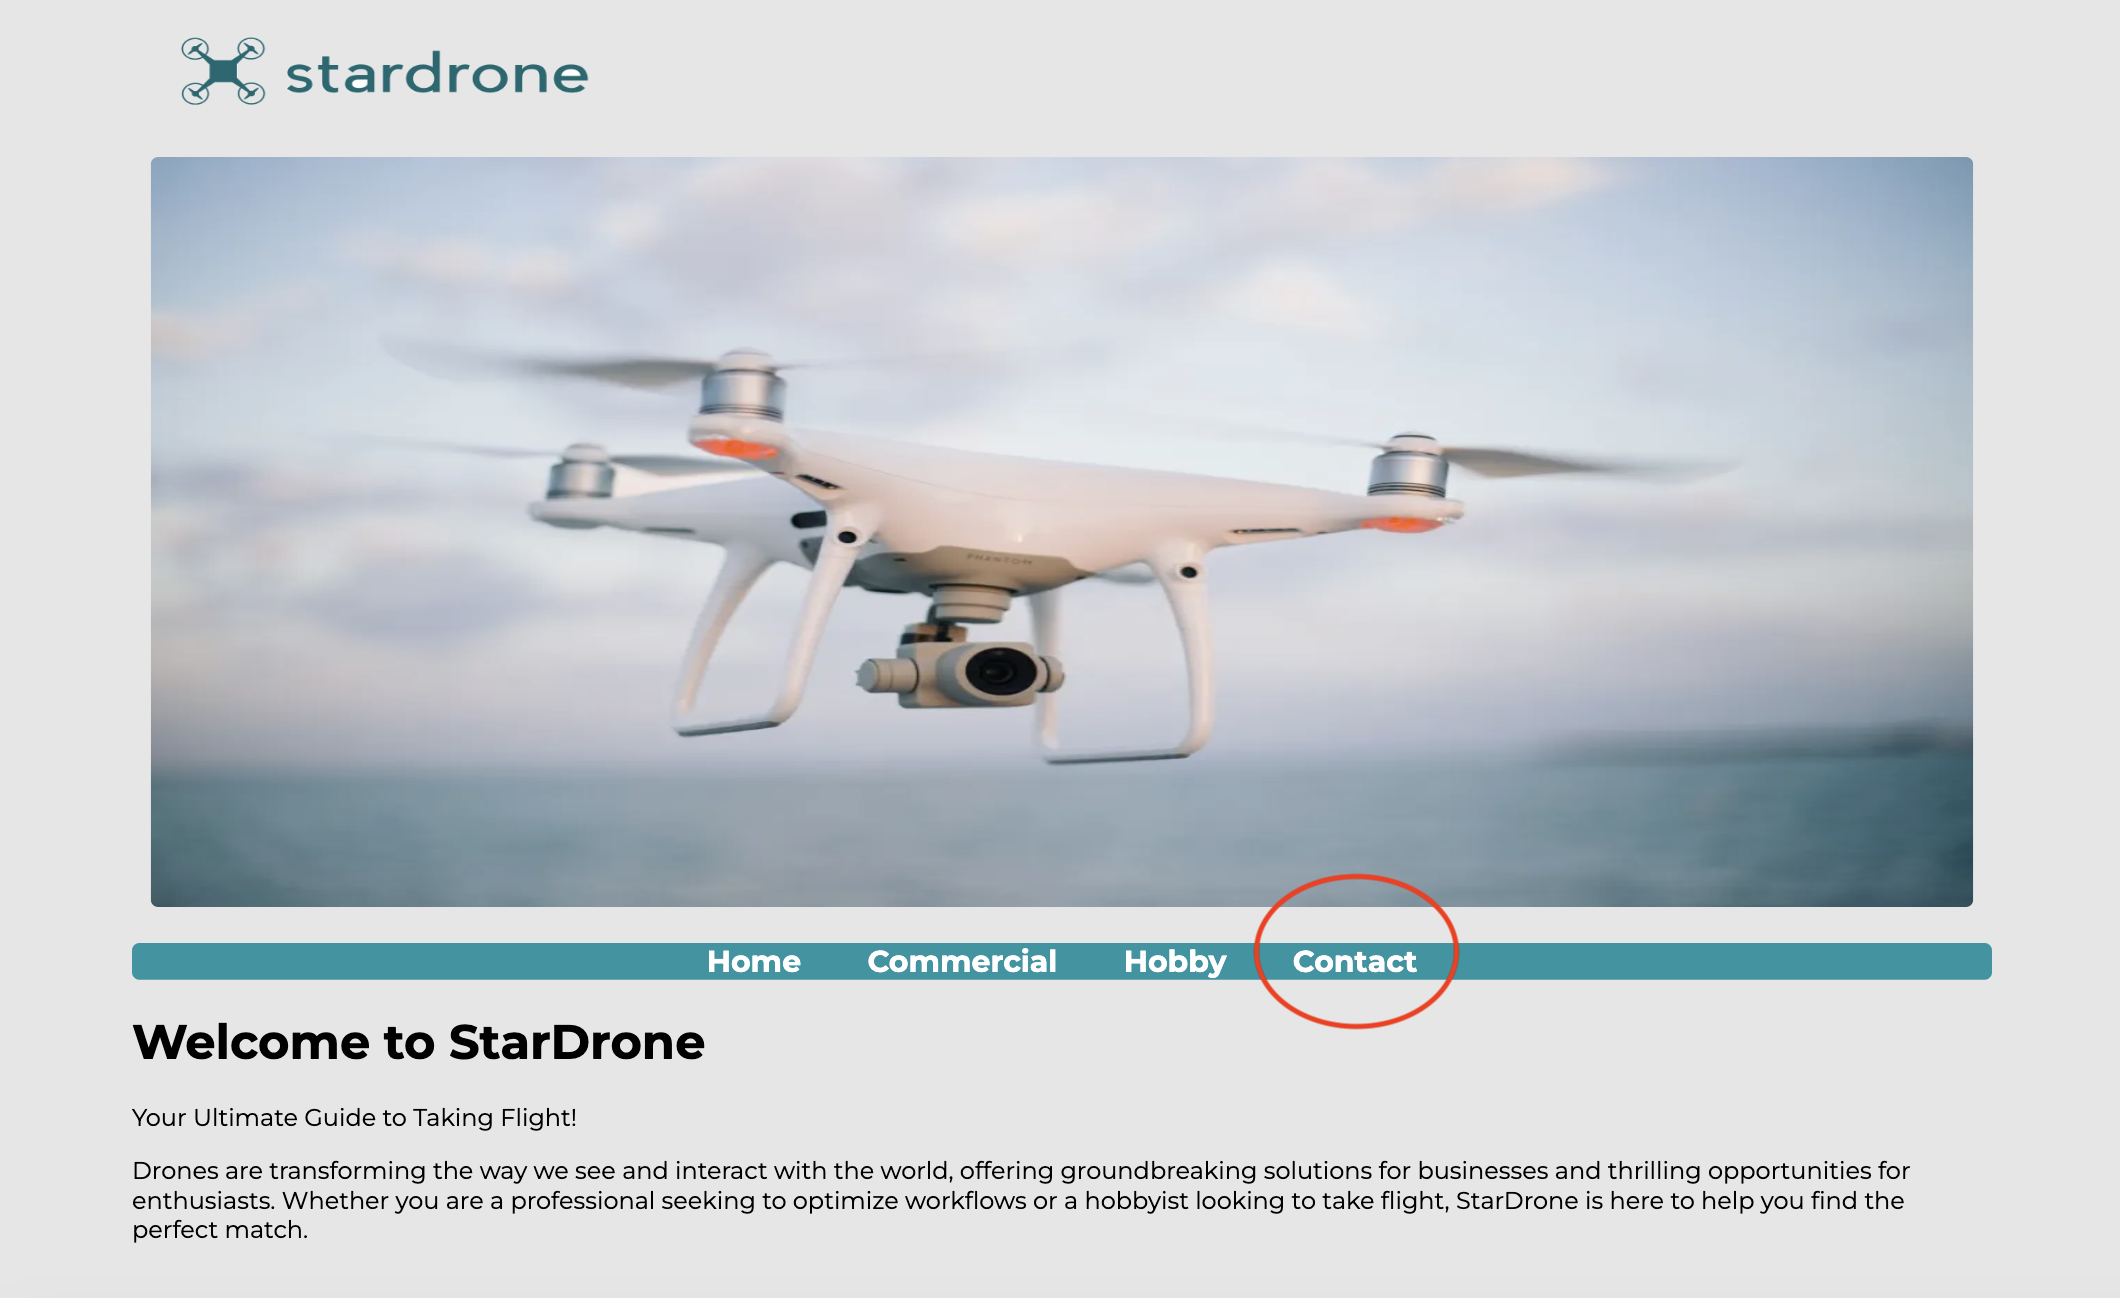 stardrone
PHANTOM
Home Commercial Hobby Contact
Welcome to StarDrone
Your Ultimate Guide to Taking Flight!
Drones are transforming the way we see and interact with the world, offering groundbreaking solutions for businesses and thrilling opportunities for
enthusiasts. Whether you are a professional seeking to optimize workflows or a hobbyist looking to take flight, StarDrone is here to help you find the
perfect match.